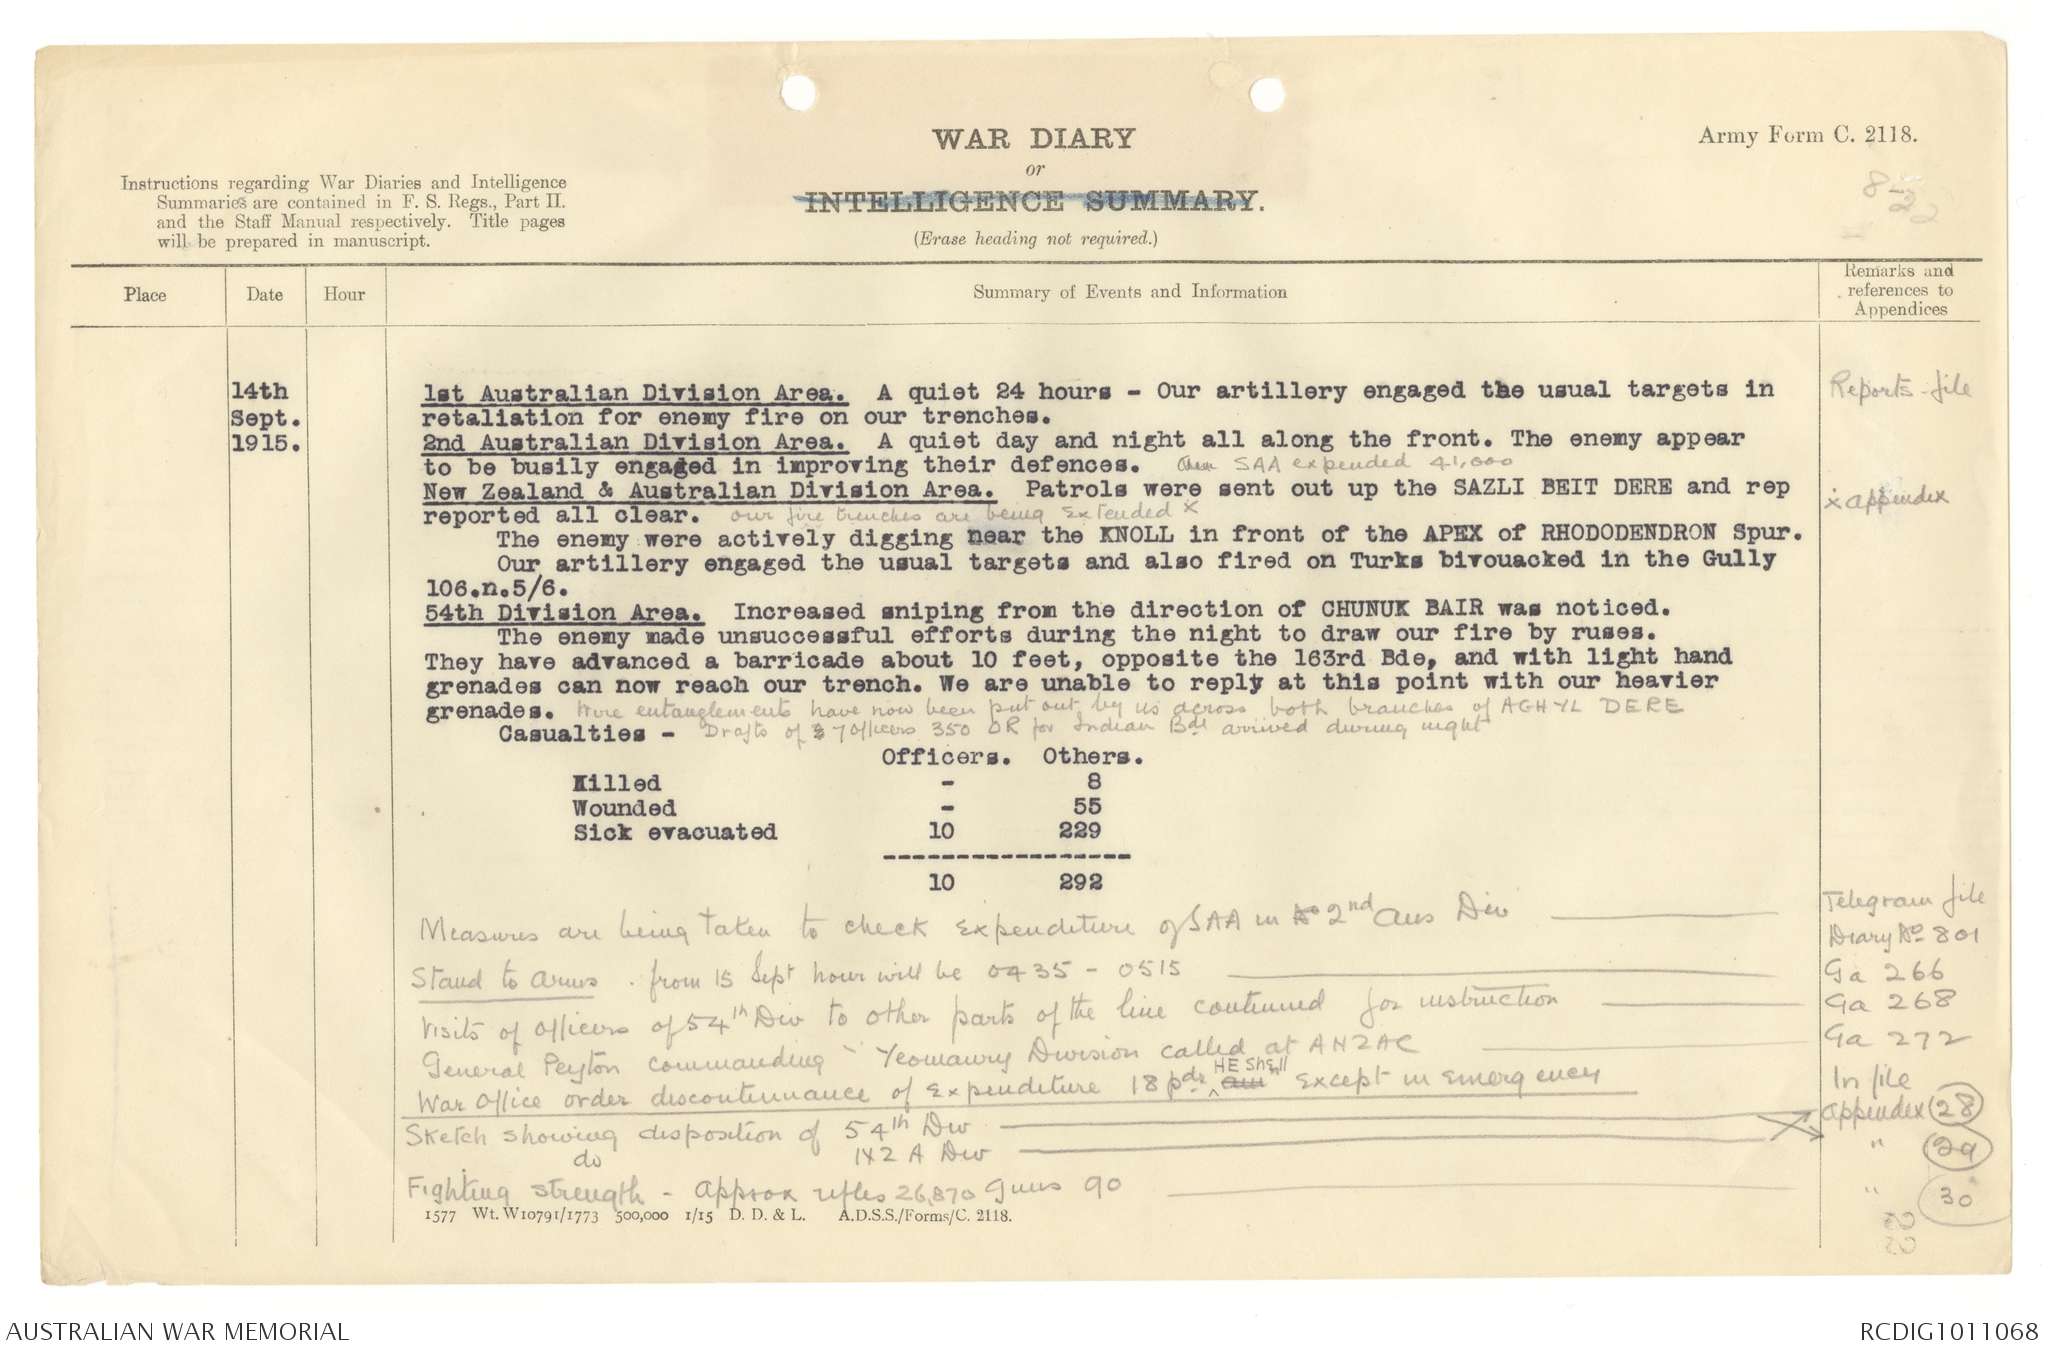 WAR DIARY
or
INTELLIGENCE SUMMARY.
(Erase heading not required.)
Army Form C. 2118.
Instructions regarding War Diaries and Intelligence
Summaries are contained in F. S. Regs., Part II.
and the Staff Manual respectively. Title pages
will be prepared in manuscript.
Place Date Hour Summary of Events and Information Remarks and
references to
Appendices
14th
Sept.
1915.
1st Australian Division Area. A quiet 24 hours - Our artillery engaged the usual targets in
retaliation for enemy fire on our trenches.
Reports file
2nd Australian Division Area. A quiet day and night all along the front. The enemy appear
to be busily engaged in improving their defences. SAA expended 41,000
New Zealand & Australian Division Area. Patrols were sent out up the SAZLI BEIT DERE and rep
reported all clear. our fire trenches are being extended x
x appendix
The enemy were actively digging near the KNOLL in front of the APEX of RHODODENDRON Spur.
Our artillery engaged the usual targets and also fired on Turks bivouacked in the Gully
106.n.5/6.
54th Division Area. Increased sniping from the direction of CHUNUK BAIR was noticed.
The enemy made unsuccessful efforts during the night to draw our fire by ruses.
They have advanced a barricade about 10 feet, opposite the 163rd Bde, and with light hand
grenades can now reach our trench. We are unable to reply at this point with our heavier
grenades. Wire entanglements have now been put out by us across both branches of AGHYL DERE
Casualties - Drafts of 7 Officers 350 OR for Indian Bde arrived during night
Officers. Others.
Killed - 8
Wounded - 55
Sick evacuated 10 229
10 292
Measures are being taken to check expenditure of SAA in 2nd Aus Div
Telegram file
Diary No 801
Stand to Arms. from 15 Sept hour will be 0435 - 0515
Ga 266
Visits of officers of 54th Div to other parts of the line continued for instruction
Ga 268
General Peyton commanding Yeomanry Division called at ANZAC
Ga 272
War Office order discontinuance of expenditure 18 pdr HE Shell except in emergency
In file
Sketch showing disposition of 54th Div
appendix 28
do 1 & 2 A Div
" 29
Fighting strength - approx rifles 26,870 Guns 90
" 30
1577 Wt. W10791/1773 500,000 1/15 D. D. & L. A.D.S.S./Forms/C. 2118.
AUSTRALIAN WAR MEMORIAL
RCDIG1011068